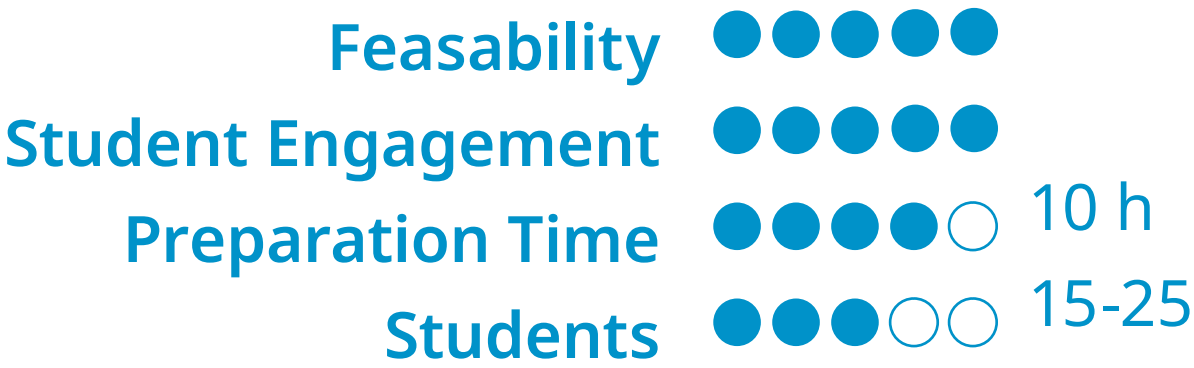 Feasability
Student Engagement
Preparation Time 10 h
Students 15-25